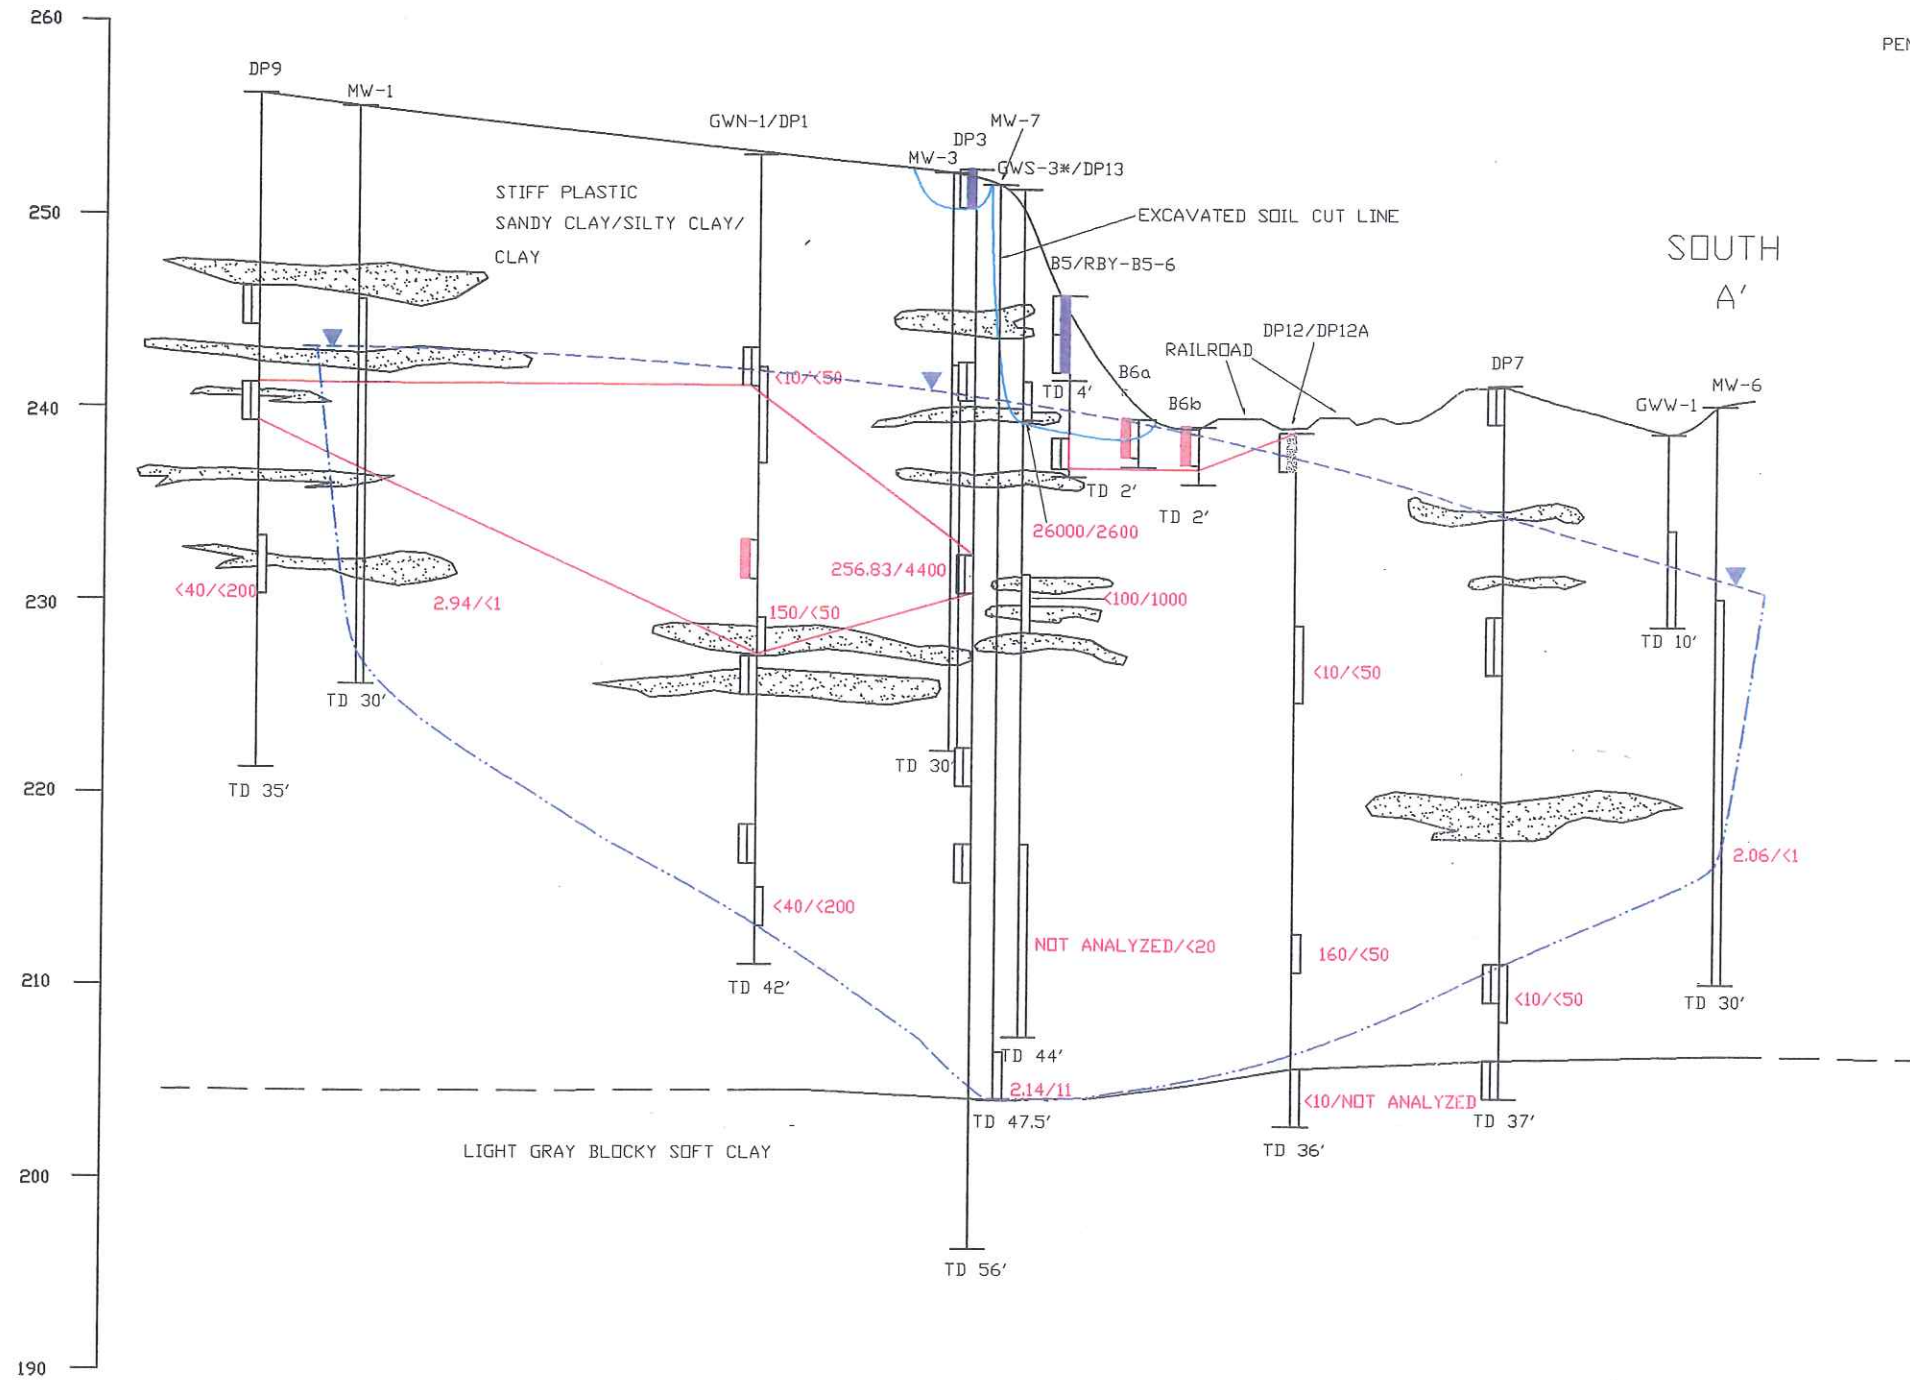 260
PEN
DP9
MW-1
GWN-1/DP1
MW-7
DP3
MW-3
GWS-3*/DP13
STIFF PLASTIC
SANDY CLAY/SILTY CLAY/
CLAY
250
EXCAVATED SOIL CUT LINE
SOUTH
A'
B5/RBY-B5-6
DP12/DP12A
RAILROAD
DP7
B6a
MW-6
<10/<50
TD 4'
B6b
GWW-1
240
TD 2'
TD 2'
26000/2600
256.83/4400
<40/<200
2.94/<1
<100/1000
230
150/<50
TD 10'
<10/<50
TD 30'
TD 30'
TD 35'
220
2.06/<1
<40/<200
NOT ANALYZED/<20
160/<50
210
TD 42'
<10/<50
TD 30'
TD 44'
2.14/11
<10/NOT ANALYZED
TD 47.5'
TD 37'
LIGHT GRAY BLOCKY SOFT CLAY
TD 36'
200
TD 56'
190